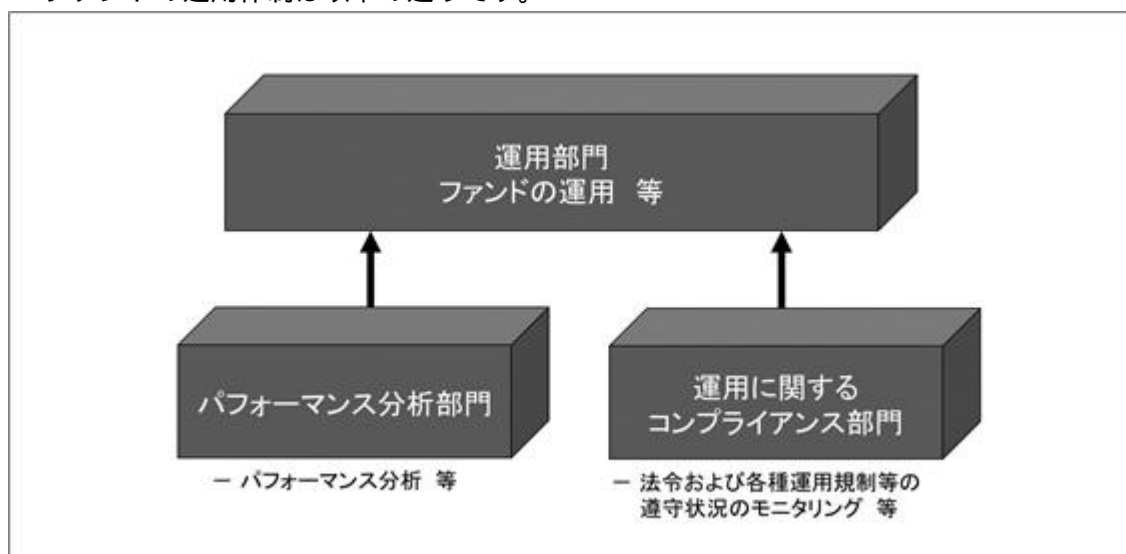 運用部門
ファンドの運用 等
パフォーマンス分析部門
－ パフォーマンス分析 等
運用に関する
コンプライアンス部門
－ 法令および各種運用規制等の
遵守状況のモニタリング 等